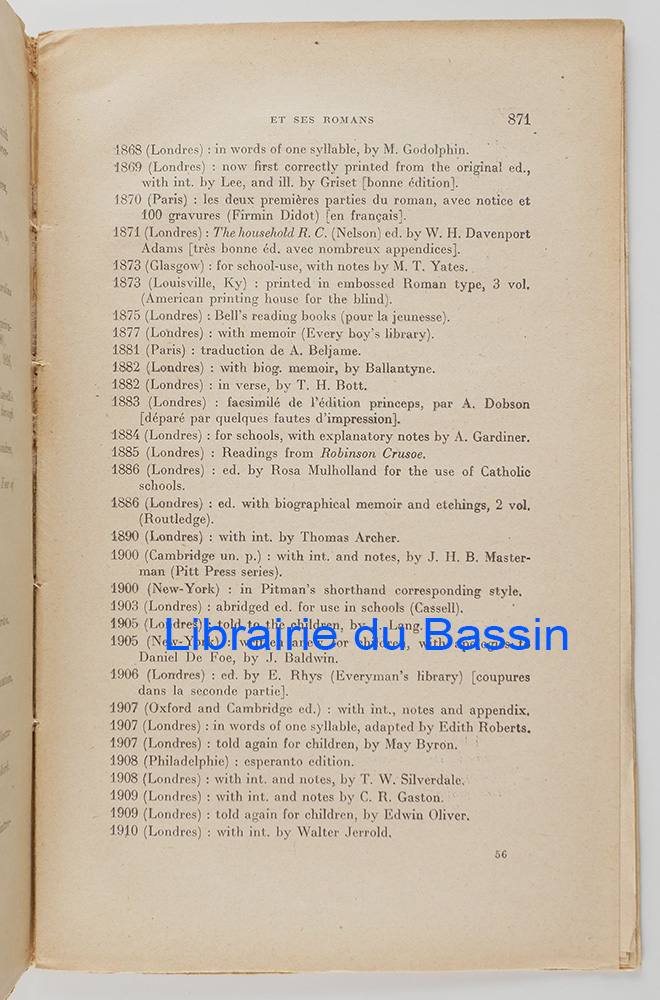 ET SES ROMANS 871
1868 (Londres) : in words of one syllable, by M. Godolphin.
1869 (Londres) : now first correctly printed from the original ed.,
with int. by Lee, and ill. by Griset [bonne édition].
1870 (Paris) : les deux premières parties du roman, avec notice et
100 gravures (Firmin Didot) [en français].
1871 (Londres) : The household R. C. (Nelson) ed. by W. H. Davenport
Adams [très bonne éd. avec nombreux appendices].
1873 (Glasgow) : for school-use, with notes by M. T. Yates.
1873 (Louisville, Ky) : printed in embossed Roman type, 3 vol.
(American printing house for the blind).
1875 (Londres) : Bell's reading books (pour la jeunesse).
1877 (Londres) : with memoir (Every boy's library).
1881 (Paris) : traduction de A. Beljame.
1882 (Londres) : with biog. memoir, by Ballantyne.
1882 (Londres) : in verse, by T. H. Bott.
1883 (Londres) : facsimilé de l'édition princeps, par A. Dobson
[déparé par quelques fautes d'impression].
1884 (Londres) : for schools, with explanatory notes by A. Gardiner.
1885 (Londres) : Readings from Robinson Crusoe.
1886 (Londres) : ed. by Rosa Mulholland for the use of Catholic
schools.
1886 (Londres) : ed. with biographical memoir and etchings, 2 vol.
(Routledge).
1890 (Londres) : with int. by Thomas Archer.
1900 (Cambridge un. p.) : with int. and notes, by J. H. B. Master-
man (Pitt Press series).
1900 (New-York) : in Pitman's shorthand corresponding style.
1903 (Londres) : abridged ed. for use in schools (Cassell).
1905 (Londres) : told to the children, by Lang.
1905 (New-York) : written anew for children, with apologies to
Librairie du Bassin
Daniel De Foe, by J. Baldwin.
1906 (Londres) : ed. by E. Rhys (Everyman's library) [coupures
dans la seconde partie].
1907 (Oxford and Cambridge ed.) : with int., notes and appendix.
1907 (Londres) : in words of one syllable, adapted by Edith Roberts.
1907 (Londres) : told again for children, by May Byron.
1908 (Philadelphie) : esperanto edition.
1908 (Londres) : with int. and notes, by T. W. Silverdale.
1909 (Londres) : with int. and notes by C. R. Gaston.
1909 (Londres) : told again for children, by Edwin Oliver.
1910 (Londres) : with int. by Walter Jerrold.
56